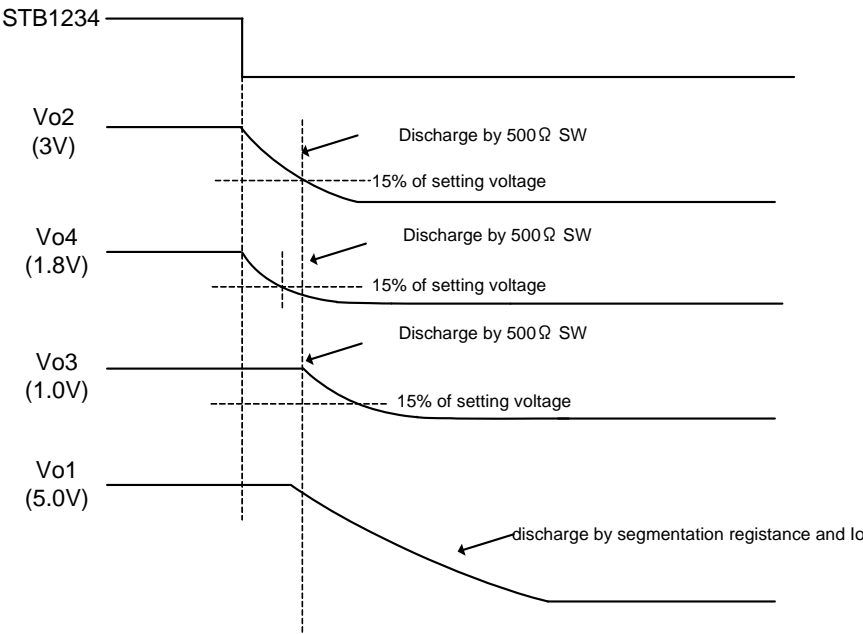 STB1234
Vo2
(3V)
Discharge by 500Ω SW
15% of setting voltage
Vo4
(1.8V)
Discharge by 500Ω SW
15% of setting voltage
Vo3
(1.0V)
Discharge by 500Ω SW
15% of setting voltage
Vo1
(5.0V)
discharge by segmentation registance and Io